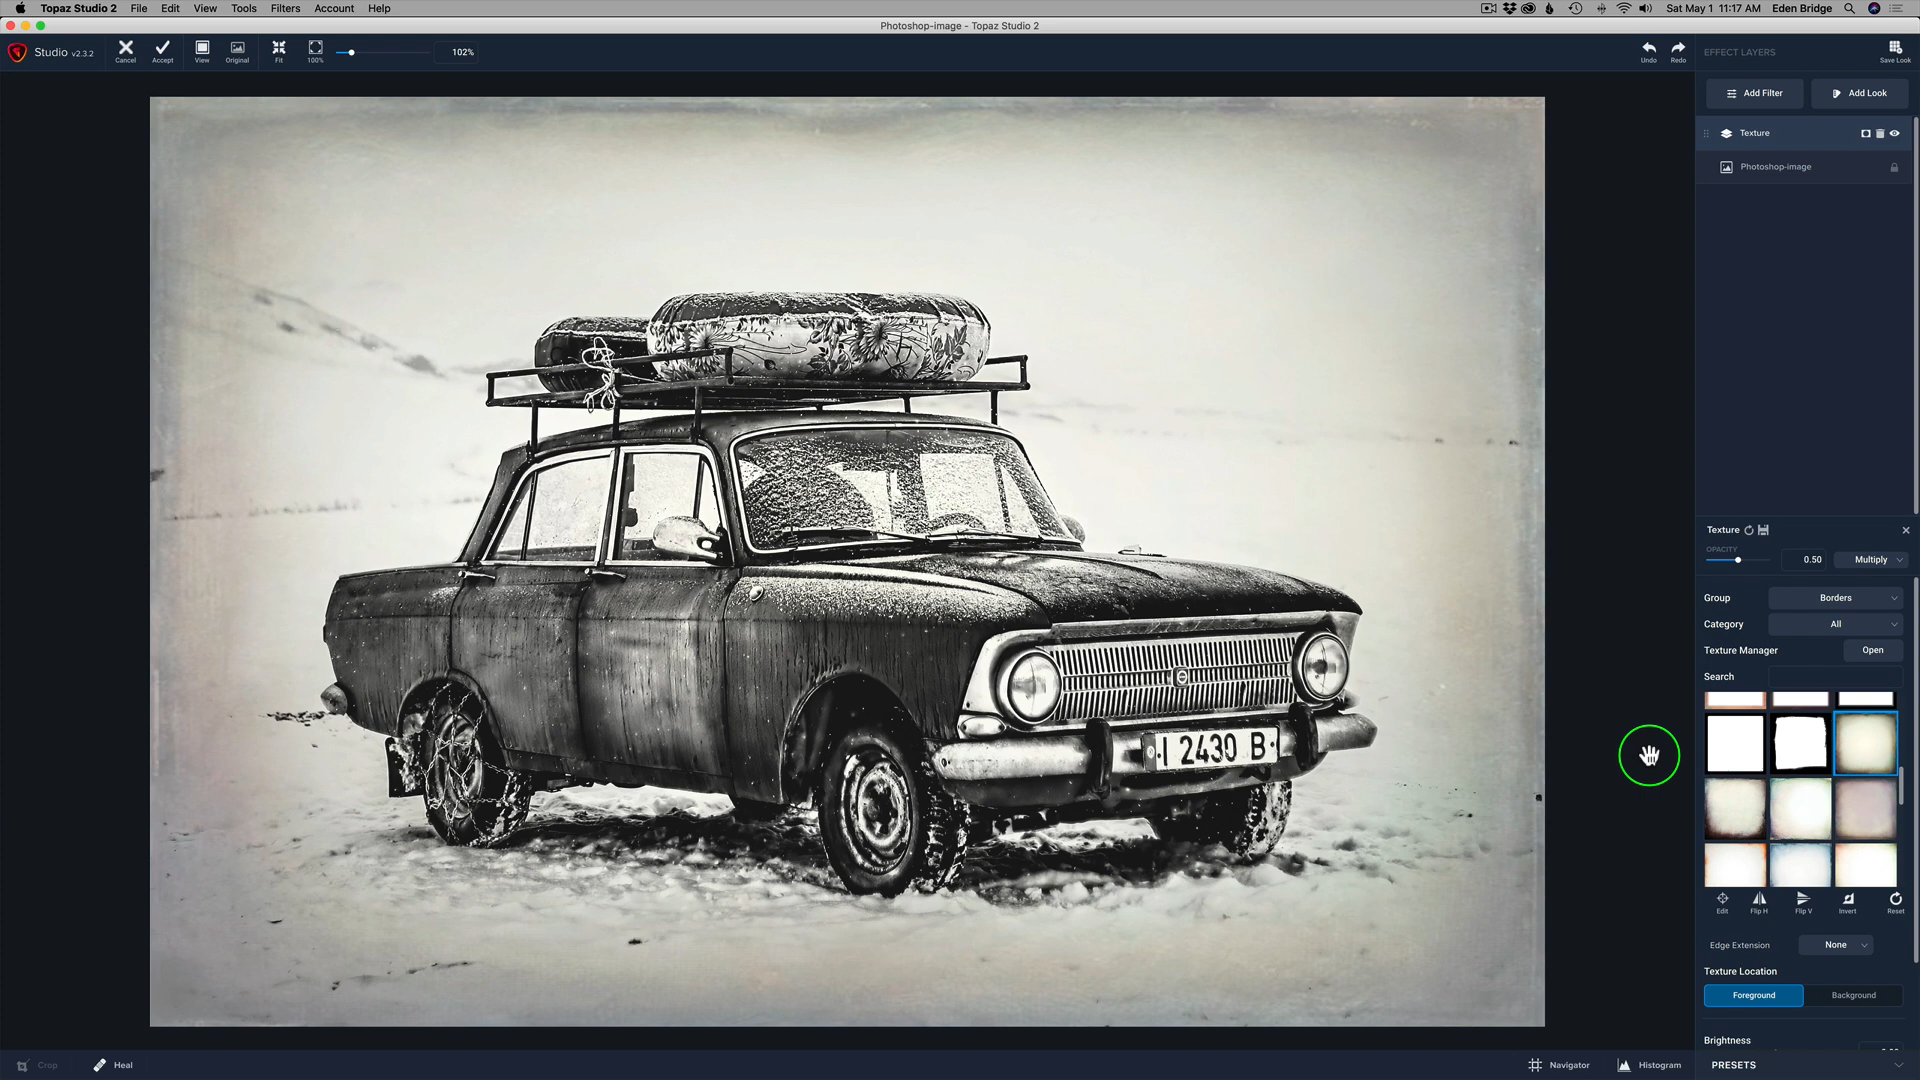 Topaz Studio 2 File Edit View Tools Filters Account Help
Sat May 1 11:17 AM Eden Bridge
Photoshop-image - Topaz Studio 2
Studio v2.3.2
Cancel
Accept
View
Original
Fit
100%
102%
Undo
Redo
EFFECT LAYERS
Save Look
Add Filter
Add Look
Texture
Photoshop-image
Texture
OPACITY
0.50
Multiply
Group
Borders
Category
All
Texture Manager
Open
Search
I 2430 B
Edit
Flip H
Flip V
Invert
Reset
Edge Extension
None
Texture Location
Foreground
Background
Brightness
Crop
Heal
Navigator
Histogram
PRESETS